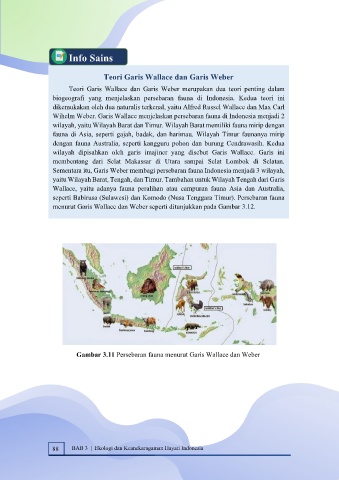 Info Sains
Teori Garis Wallace dan Garis Weber
Teori Garis Wallace dan Garis Weber merupakan dua teori penting dalam
biogeografi yang menjelaskan persebaran fauna di Indonesia. Kedua teori ini
dikemukakan oleh dua naturalis terkenal, yaitu Alfred Russel Wallace dan Max Carl
Wihelm Weber. Garis Wallace menjelaskan persebaran fauna di Indonesia menjadi 2
wilayah, yaitu Wilayah Barat dan Timur. Wilayah Barat memiliki fauna mirip dengan
fauna di Asia, seperti gajah, badak, dan harimau. Wilayah Timur faunanya mirip
dengan fauna Australia, seperti kangguru pohon dan burung Cendrawasih. Kedua
wilayah dipisahkan oleh garis imajiner yang disebut Garis Wallace. Garis ini
membentang dari Selat Makassar di Utara sampai Selat Lombok di Selatan.
Sementara itu, Garis Weber membagi persebaran fauna Indonesia menjadi 3 wilayah,
yaitu Wilayah Barat, Tengah, dan Timur. Tambahan untuk Wilayah Tengah dari Garis
Wallace, yaitu adanya fauna peralihan atau campuran fauna Asia dan Australia,
seperti Babirusa (Sulawesi) dan Komodo (Nusa Tenggara Timur). Persebaran fauna
menurut Garis Wallace dan Weber seperti ditunjukkan pada Gambar 3.12.
Gambar 3.11 Persebaran fauna menurut Garis Wallace dan Weber
88 BAB 3 | Ekologi dan Keanekaragaman Hayati Indonesia